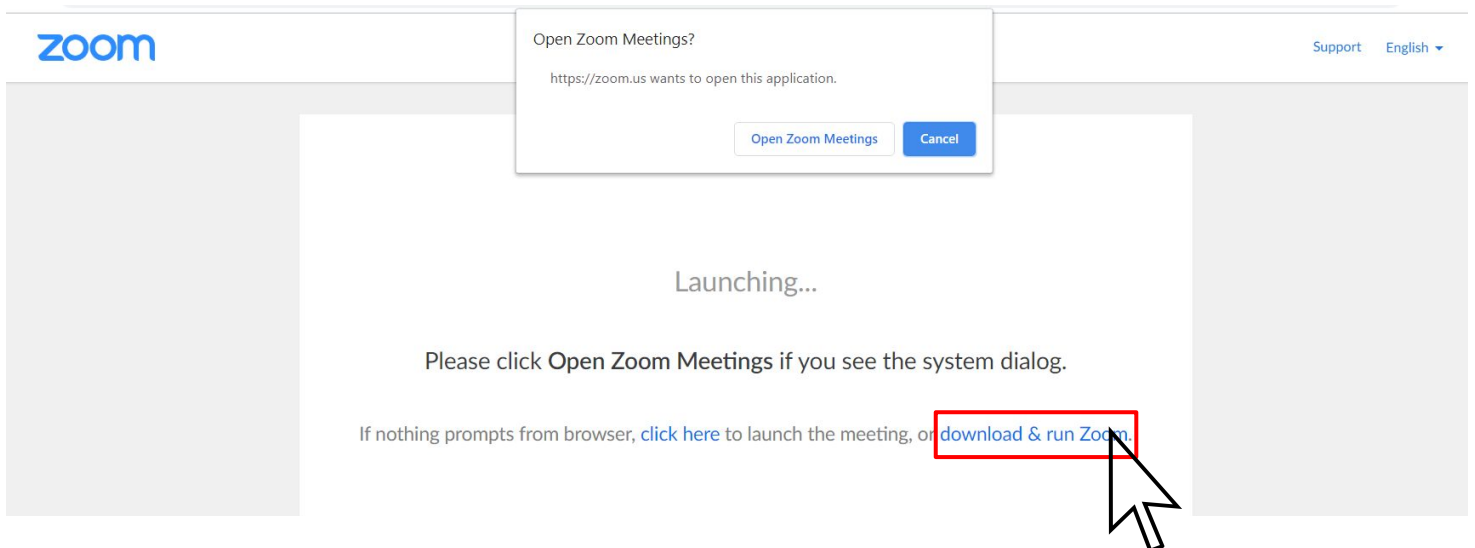 zoom
Support English
Open Zoom Meetings?
https://zoom.us wants to open this application.
Open Zoom Meetings Cancel
Launching...
Please click Open Zoom Meetings if you see the system dialog.
If nothing prompts from browser, click here to launch the meeting, or download & run Zoom.